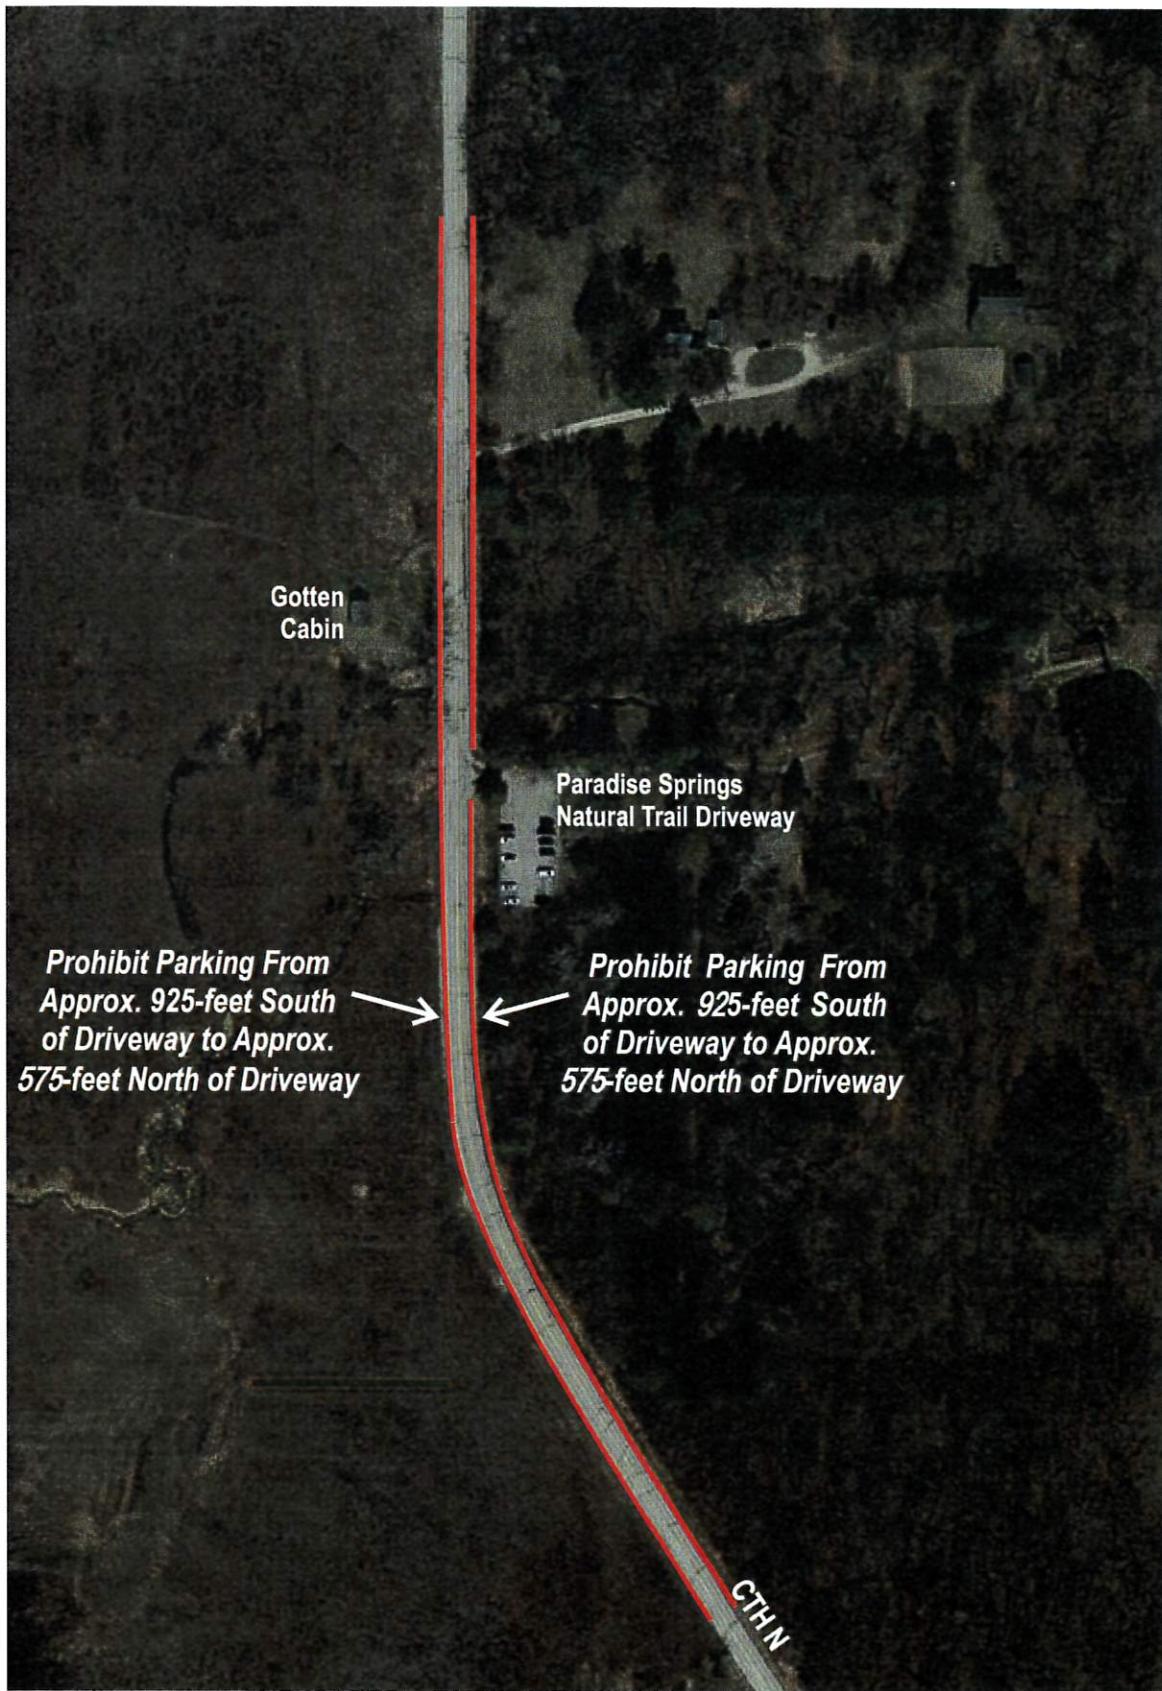 Gotten
Cabin
Paradise Springs
Natural Trail Driveway
Prohibit Parking From
Approx. 925-feet South
of Driveway to Approx.
575-feet North of Driveway
Prohibit Parking From
Approx. 925-feet South
of Driveway to Approx.
575-feet North of Driveway
CTH N